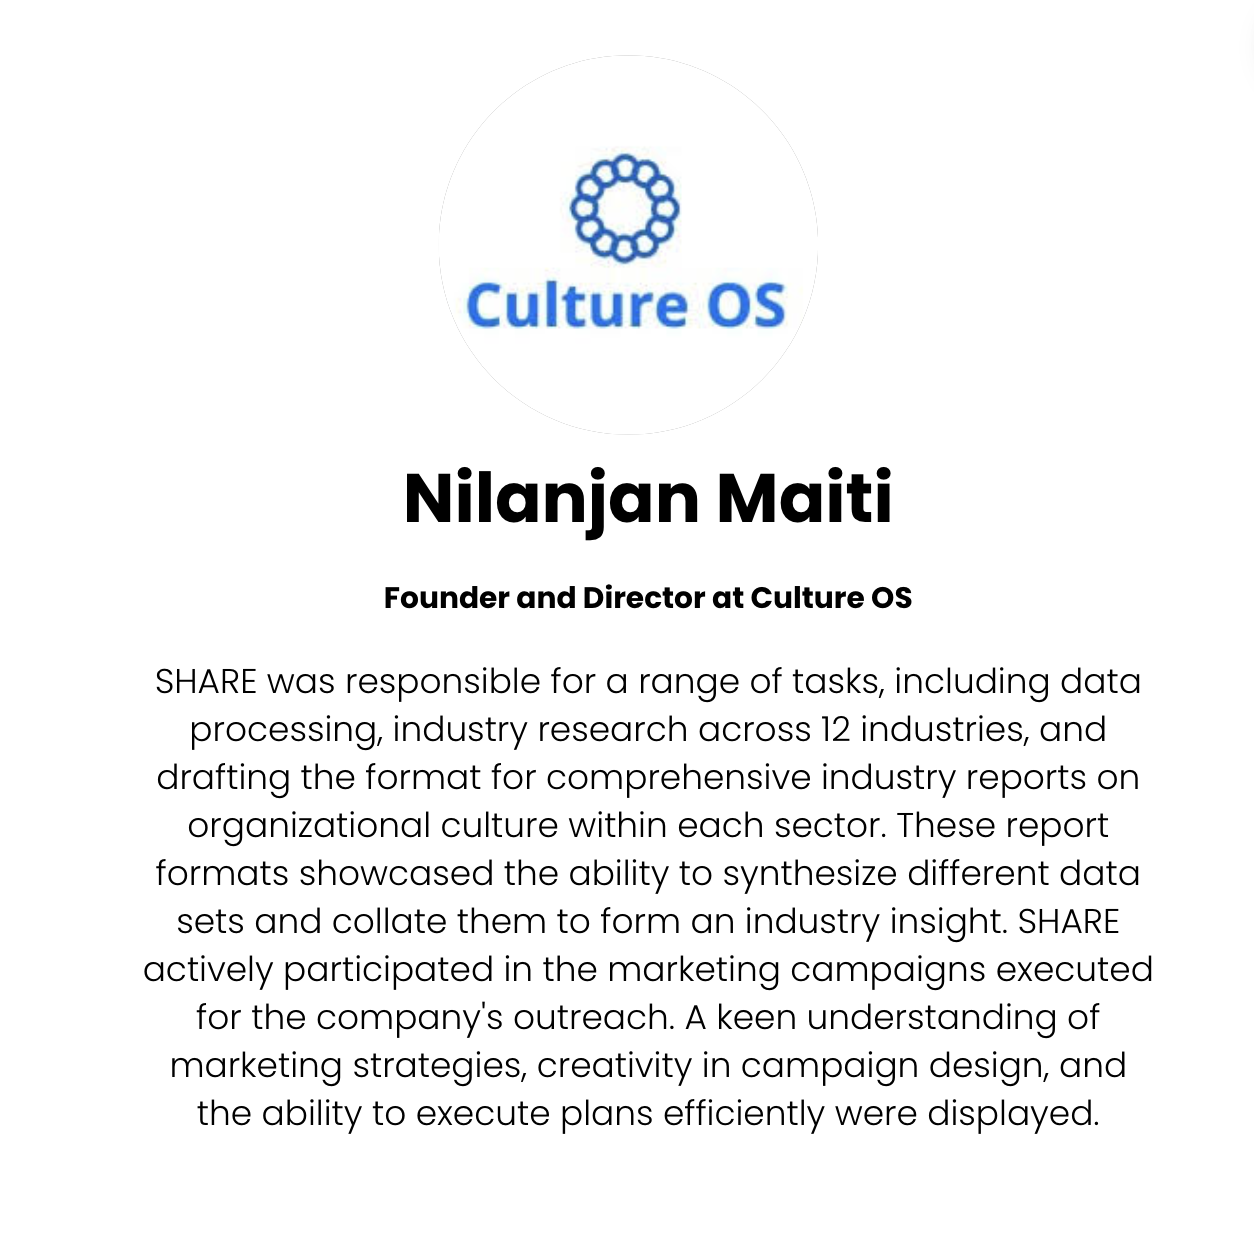 Culture OS
Nilanjan Maiti
Founder and Director at Culture OS
SHARE was responsible for a range of tasks, including data
processing, industry research across 12 industries, and
drafting the format for comprehensive industry reports on
organizational culture within each sector. These report
formats showcased the ability to synthesize different data
sets and collate them to form an industry insight. SHARE
actively participated in the marketing campaigns executed
for the company's outreach. A keen understanding of
marketing strategies, creativity in campaign design, and
the ability to execute plans efficiently were displayed.